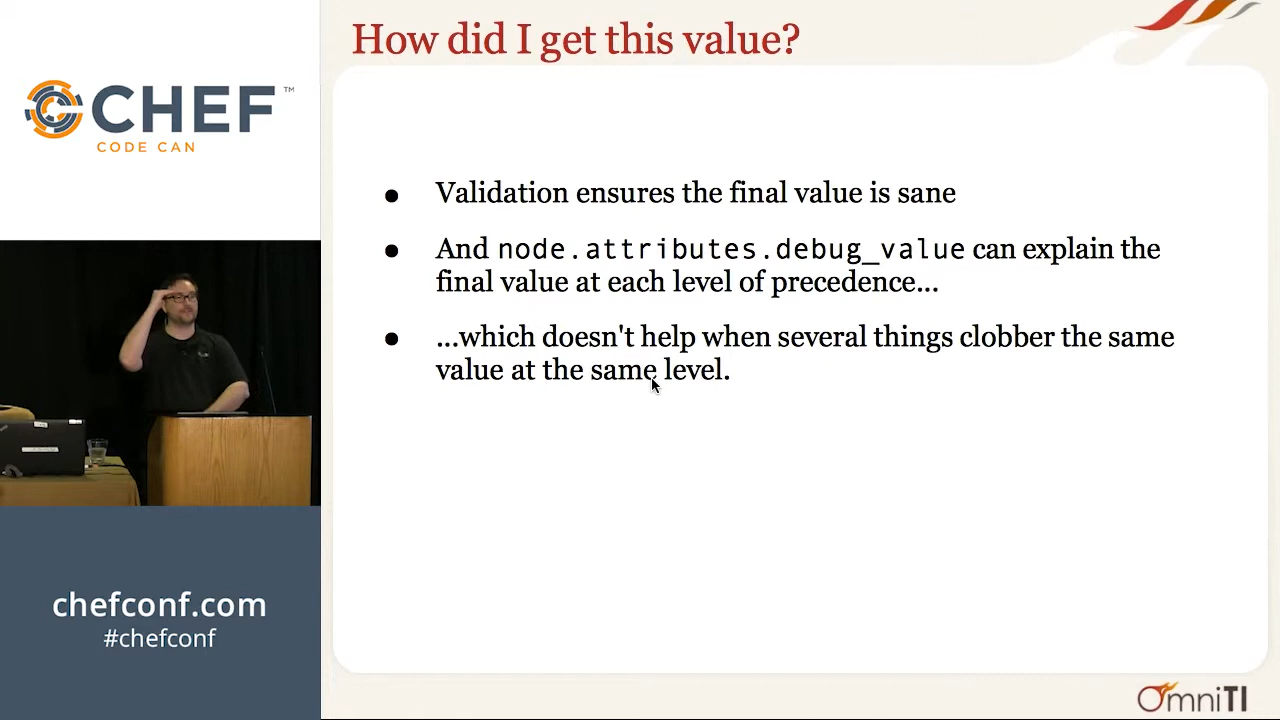 How did I get this value?
CHEF™
CODE CAN
● Validation ensures the final value is sane
● And node.attributes.debug_value can explain the
final value at each level of precedence...
● ...which doesn't help when several things clobber the same
value at the same level.
chefconf.com
#chefconf
OmniTI